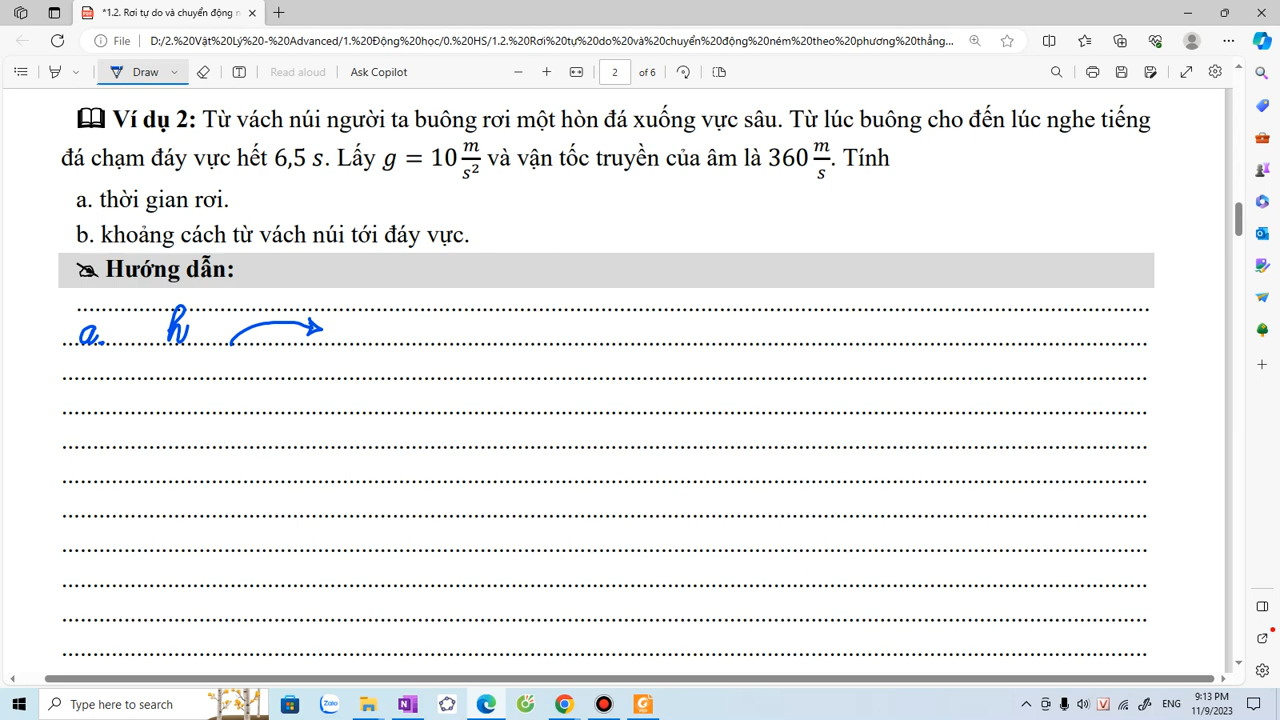 *1.2. Rơi tự do và chuyển động n
File D:/2.%20Vật%20Lý%20-%20Advanced/1.%20Động%20học/0.%20HS/1.2.%20Rơi%20tự%20do%20và%20chuyển%20động%20ném%20theo%20phương%20thẳng...
Draw Read aloud Ask Copilot 2 of 6
Ví dụ 2: Từ vách núi người ta buông rơi một hòn đá xuống vực sâu. Từ lúc buông cho đến lúc nghe tiếng
đá chạm đáy vực hết 6,5 s. Lấy g = 10 m/s² và vận tốc truyền của âm là 360 m/s. Tính
a. thời gian rơi.
b. khoảng cách từ vách núi tới đáy vực.
Hướng dẫn:
a. h
Type here to search Zalo ENG 9:13 PM
11/9/2023